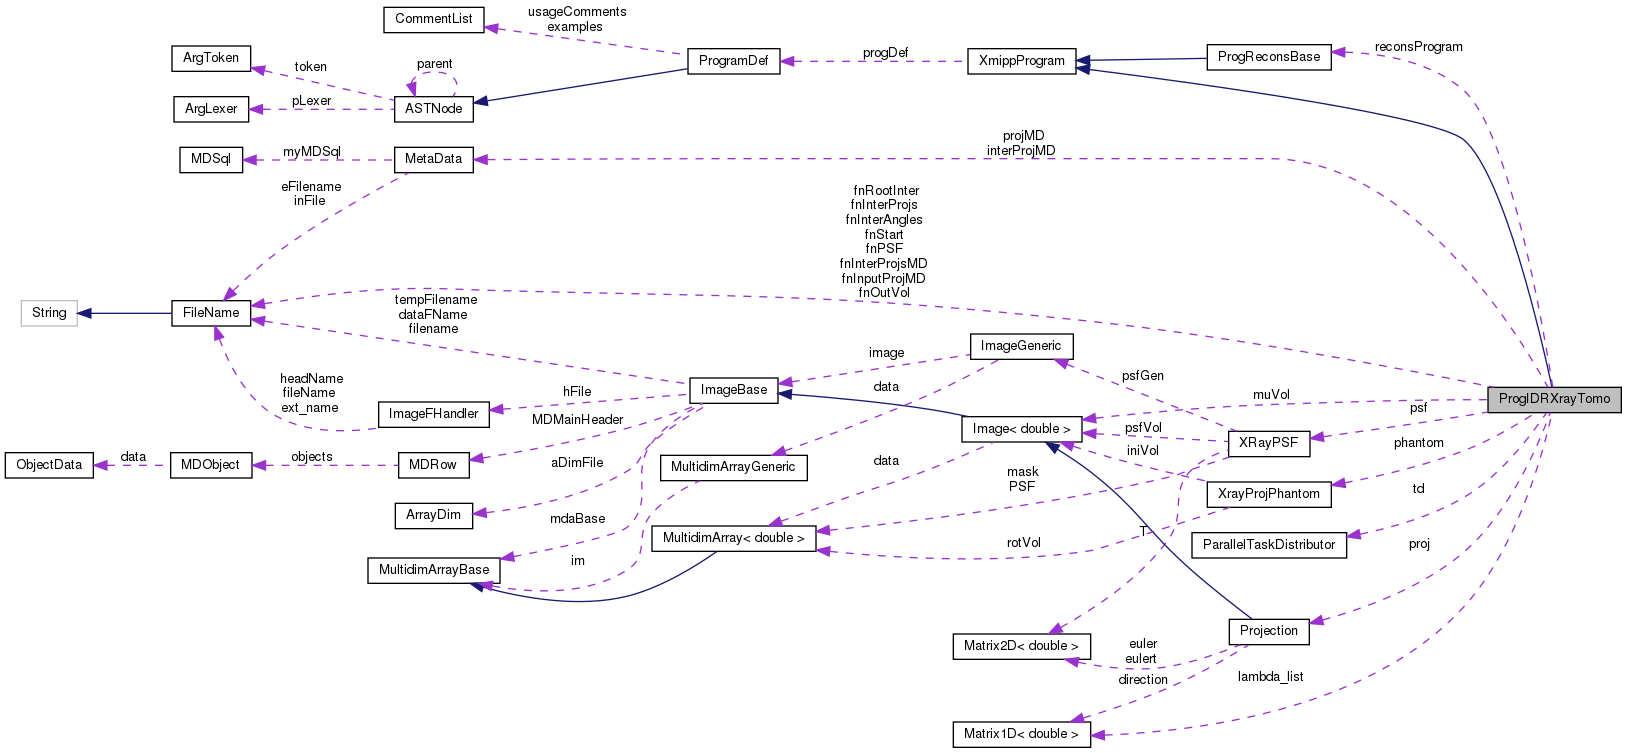 CommentList
usageComments
examples
ArgToken
token
parent
ProgramDef
progDef
XmippProgram
ProgReconsBase
reconsProgram
ArgLexer
pLexer
ASTNode
MDSql
myMDSql
MetaData
projMD
interProjMD
eFilename
inFile
fnRootInter
fnInterProjs
fnInterAngles
fnStart
fnPSF
fnInterProjsMD
fnInputProjMD
fnOutVol
String
FileName
tempFilename
dataFName
filename
ImageGeneric
image
psfGen
headName
fileName
ext_name
hFile
ImageBase
data
muVol
ProgIDRXrayTomo
ImageFHandler
MDMainHeader
Image< double >
psfVol
psf
XRayPSF
phantom
iniVol
ObjectData
data
MDObject
objects
MDRow
aDimFile
MultidimArrayGeneric
data
mask
PSF
XrayProjPhantom
td
ArrayDim
mdaBase
MultidimArray< double >
rotVol
T
ParallelTaskDistributor
proj
MultidimArrayBase
im
Projection
Matrix2D< double >
euler
eulert
direction
lambda_list
Matrix1D< double >